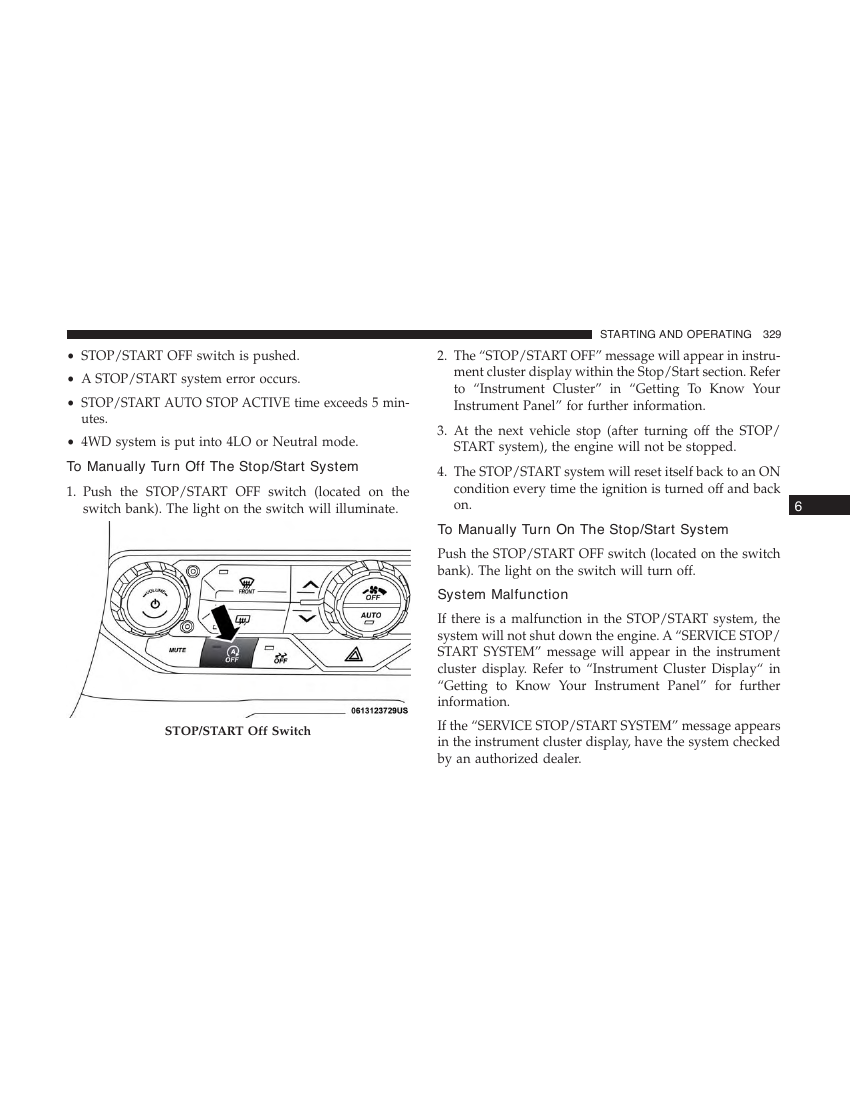 STARTING AND OPERATING 329
• STOP/START OFF switch is pushed.
• A STOP/START system error occurs.
• STOP/START AUTO STOP ACTIVE time exceeds 5 min-
utes.
• 4WD system is put into 4LO or Neutral mode.
To Manually Turn Off The Stop/Start System
1. Push the STOP/START OFF switch (located on the
switch bank). The light on the switch will illuminate.
VOLUME
FRONT
OFF
AUTO
MUTE
A
OFF
OFF
0613123729US
STOP/START Off Switch
2. The “STOP/START OFF” message will appear in instru-
ment cluster display within the Stop/Start section. Refer
to “Instrument Cluster” in “Getting To Know Your
Instrument Panel” for further information.
3. At the next vehicle stop (after turning off the STOP/
START system), the engine will not be stopped.
4. The STOP/START system will reset itself back to an ON
condition every time the ignition is turned off and back
on.
To Manually Turn On The Stop/Start System
Push the STOP/START OFF switch (located on the switch
bank). The light on the switch will turn off.
System Malfunction
If there is a malfunction in the STOP/START system, the
system will not shut down the engine. A “SERVICE STOP/
START SYSTEM” message will appear in the instrument
cluster display. Refer to “Instrument Cluster Display“ in
“Getting to Know Your Instrument Panel” for further
information.
If the “SERVICE STOP/START SYSTEM” message appears
in the instrument cluster display, have the system checked
by an authorized dealer.
6